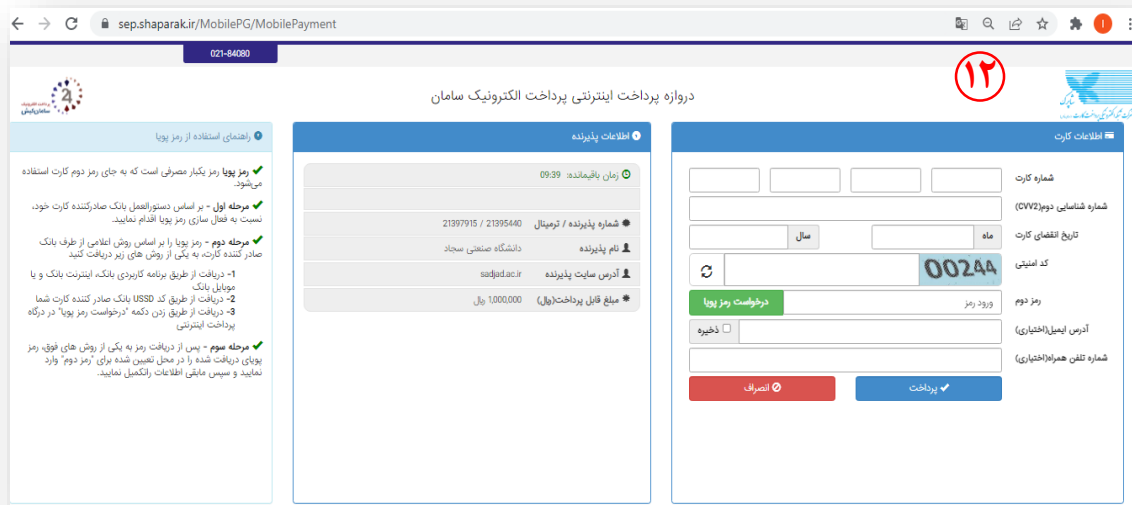 sep.shaparak.ir/MobilePG/MobilePayment
021-84080
۱۲
دروازه پرداخت اینترنتی پرداخت الکترونیک سامان
اطلاعات کارت
شماره کارت
شماره شناسایی دوم(CVV2)
تاریخ انقضای کارت
ماه
سال
کد امنیتی
00244
رمز دوم
ورود رمز
درخواست رمز پویا
آدرس ایمیل(اختیاری)
ذخیره
شماره تلفن همراه(اختیاری)
پرداخت
انصراف
اطلاعات پذیرنده
زمان باقیمانده: 09:39
شماره پذیرنده / ترمینال 21397915 / 21395440
نام پذیرنده دانشگاه صنعتی سجاد
آدرس سایت پذیرنده sadjad.ac.ir
مبلغ قابل پرداخت(ریال) 1,000,000 ریال
راهنمای استفاده از رمز پویا
رمز پویا رمز یکبار مصرفی است که به جای رمز دوم کارت استفاده
می‌شود.
مرحله اول - بر اساس دستورالعمل بانک صادرکننده کارت خود،
نسبت به فعال سازی رمز پویا اقدام نمایید.
مرحله دوم - رمز پویا را بر اساس روش اعلامی از طرف بانک
صادر کننده کارت، به یکی از روش های زیر دریافت کنید
1- دریافت از طریق برنامه کاربردی بانک، اینترنت بانک و یا
موبایل بانک
2- دریافت از طریق کد USSD بانک صادر کننده کارت شما
3- دریافت از طریق زدن دکمه "درخواست رمز پویا" در درگاه
پرداخت اینترنتی
مرحله سوم - پس از دریافت رمز به یکی از روش های فوق، رمز
پویای دریافت شده را در محل تعیین شده برای "رمز دوم" وارد
نمایید و سپس مابقی اطلاعات راتکمیل نمایید.